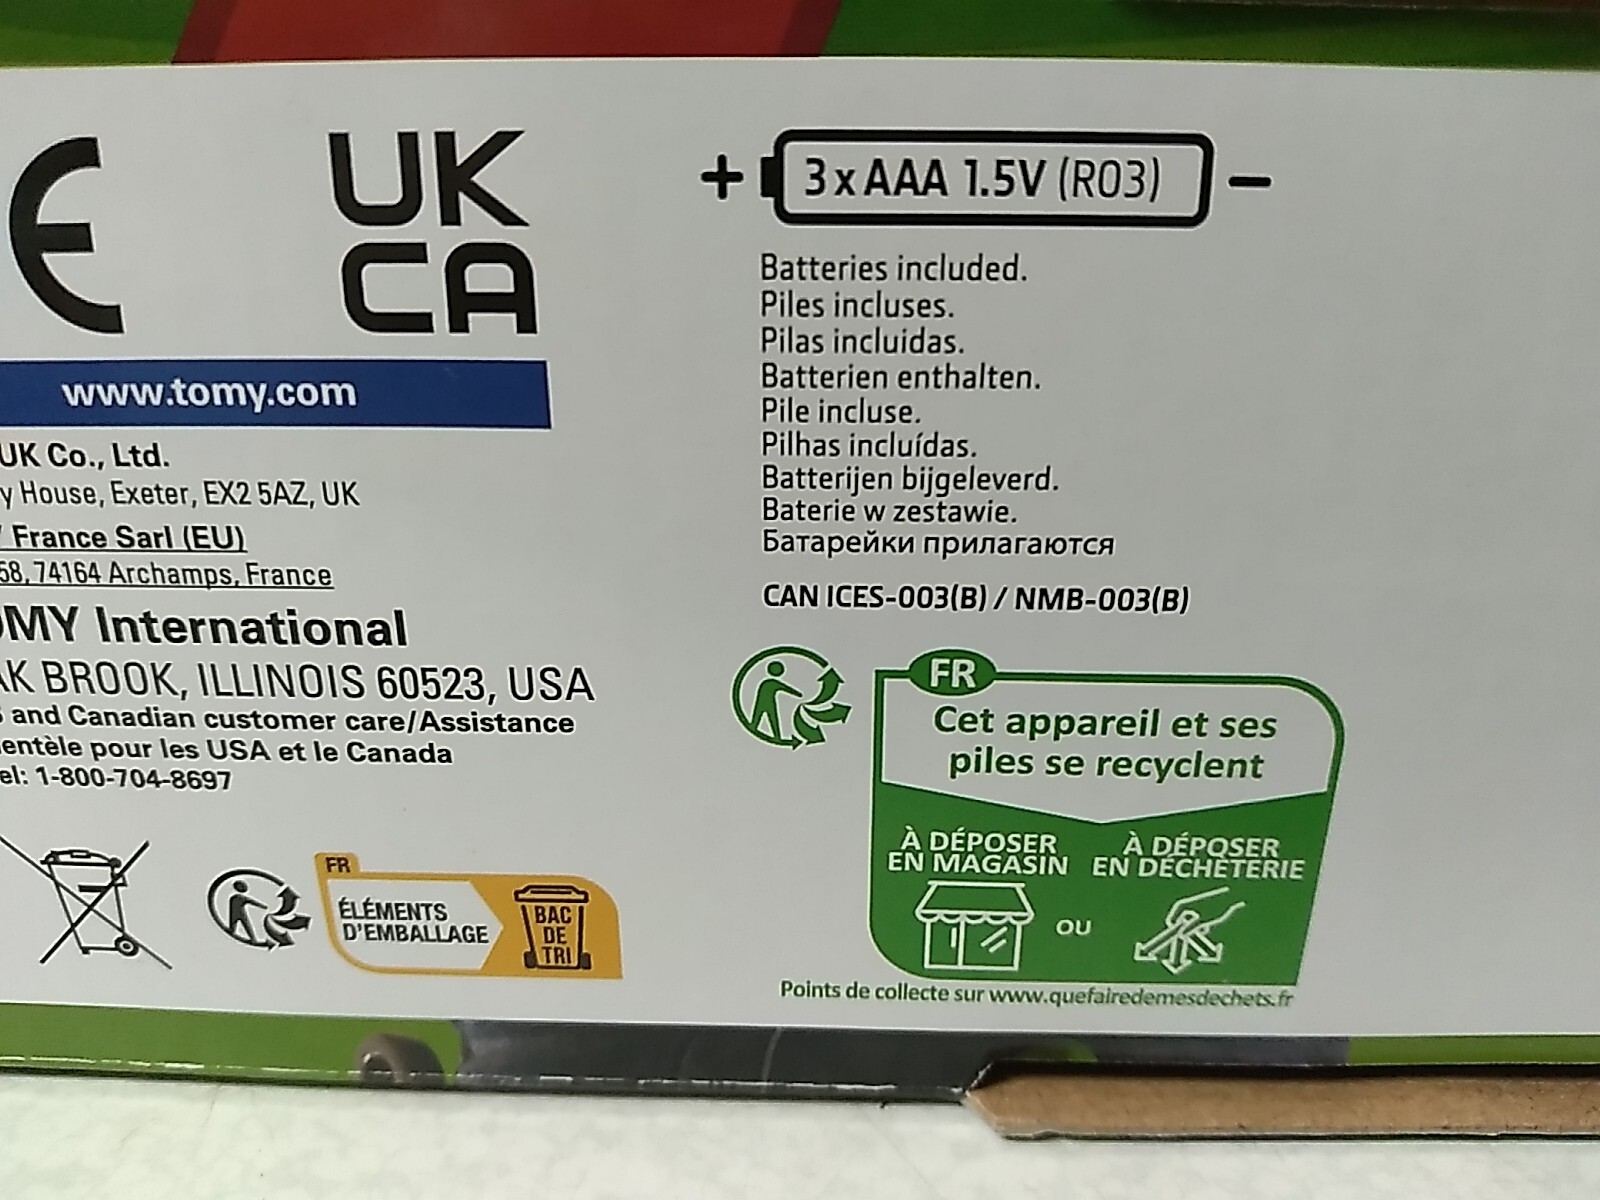 CE
UK
CA
www.tomy.com
UK Co., Ltd.
House, Exeter, EX2 5AZ, UK
France Sarl (EU)
58, 74164 Archamps, France
OMY International
AK BROOK, ILLINOIS 60523, USA
and Canadian customer care/Assistance
entèle pour les USA et le Canada
el: 1-800-704-8697
FR
ÉLÉMENTS
D'EMBALLAGE
BAC
DE
TRI
+ 3 x AAA 1.5V (R03) −
Batteries included.
Piles incluses.
Pilas incluidas.
Batterien enthalten.
Pile incluse.
Pilhas incluídas.
Batterijen bijgeleverd.
Baterie w zestawie.
Батарейки прилагаются
CAN ICES-003(B) / NMB-003(B)
FR
Cet appareil et ses
piles se recyclent
À DÉPOSER
EN MAGASIN
OU
À DÉPOSER
EN DÉCHÈTERIE
Points de collecte sur www.quefairedemesdechets.fr